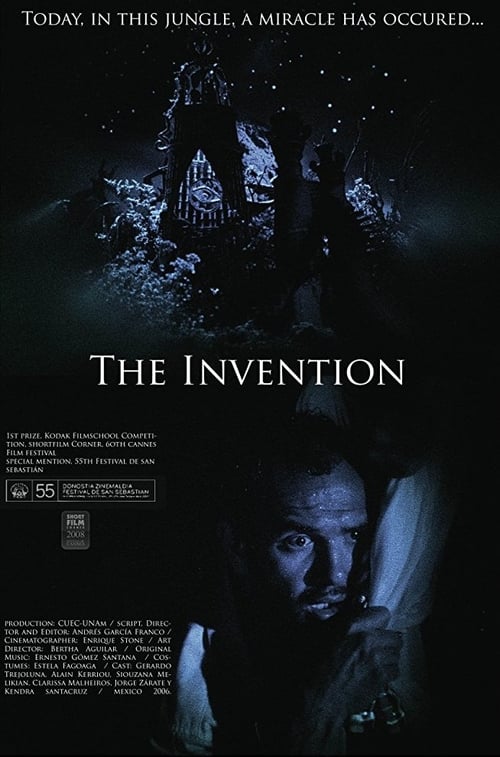 Today, in this jungle, a miracle has occured...
The Invention
1st prize, Kodak Filmschool Competi-
tion, shortfilm Corner, 60th cannes
Film festival
special mention, 55th Festival de san
sebastián
55
DONOSTIA ZINEMALDIA
FESTIVAL DE SAN SEBASTIAN
SHORT
FILM
CORNER
2008
production: CUEC-UNAm / script, Direc-
tor and Editor: Andrés García Franco /
Cinematographer: Enrique Stone / Art
Director: Bertha Aguilar / Original
Music: Ernesto Gómez Santana / Cos-
tumes: Estela Fagoaga / Cast: Gerardo
Trejoluna, Alain Kerriou, Siouzana Me-
likian, Clarissa Malheiros, Jorge Zárate y
Kendra santacruz / mexico 2006.